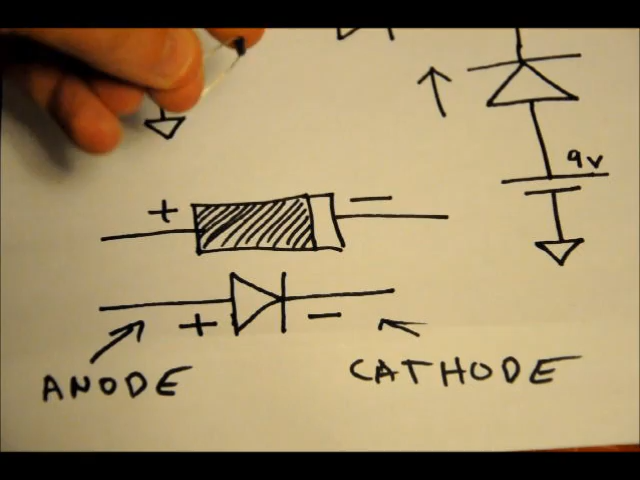 9v
+ −
+ −
ANODE CATHODE